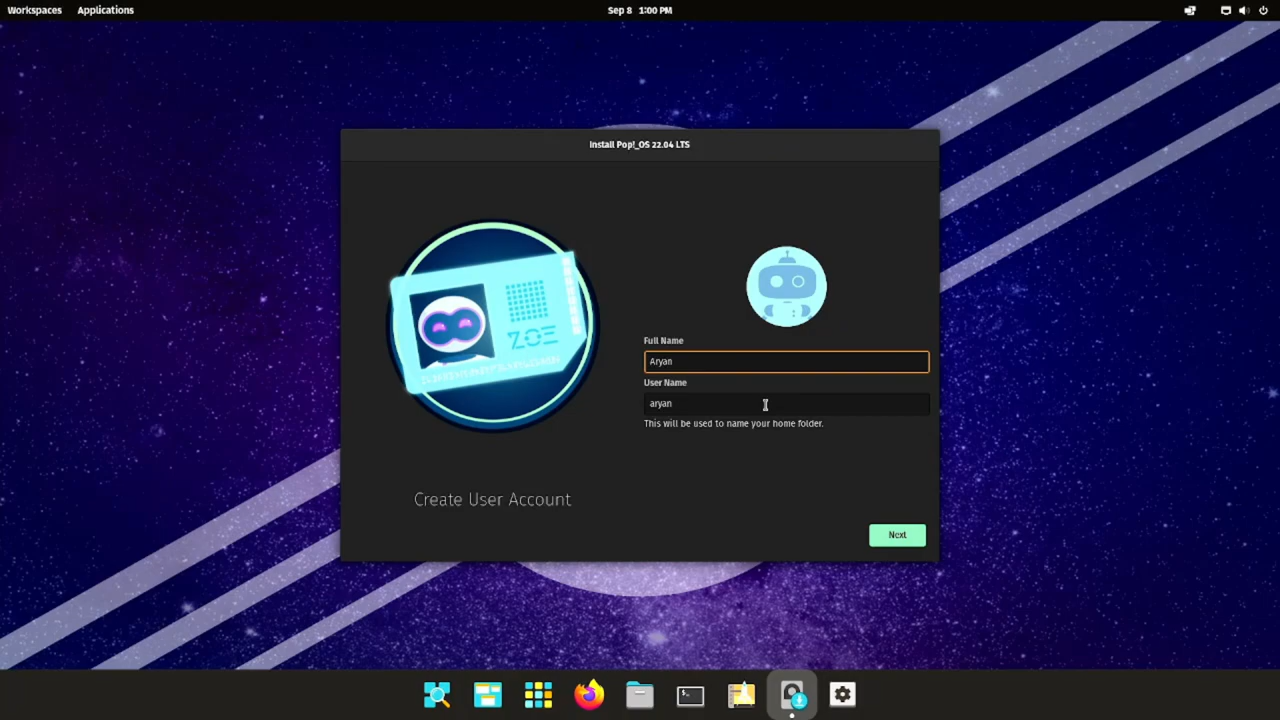 Workspaces Applications Sep 8 1:00 PM
Install Pop!_OS 22.04 LTS
ZOE
Full Name
Aryan
User Name
aryan
This will be used to name your home folder.
Create User Account
Next